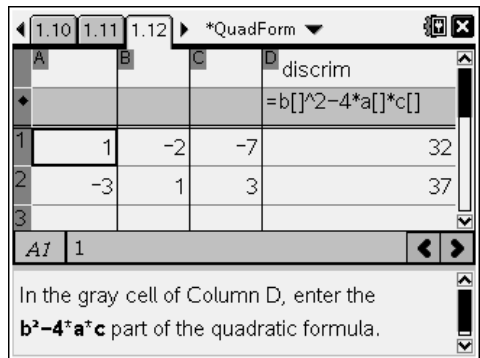 1.10 1.11 1.12 *QuadForm
A B C D discrim
=b[]^2−4*a[]*c[]
1 1 −2 −7 32
2 −3 1 3 37
3
A1 1
In the gray cell of Column D, enter the
b²−4*a*c part of the quadratic formula.